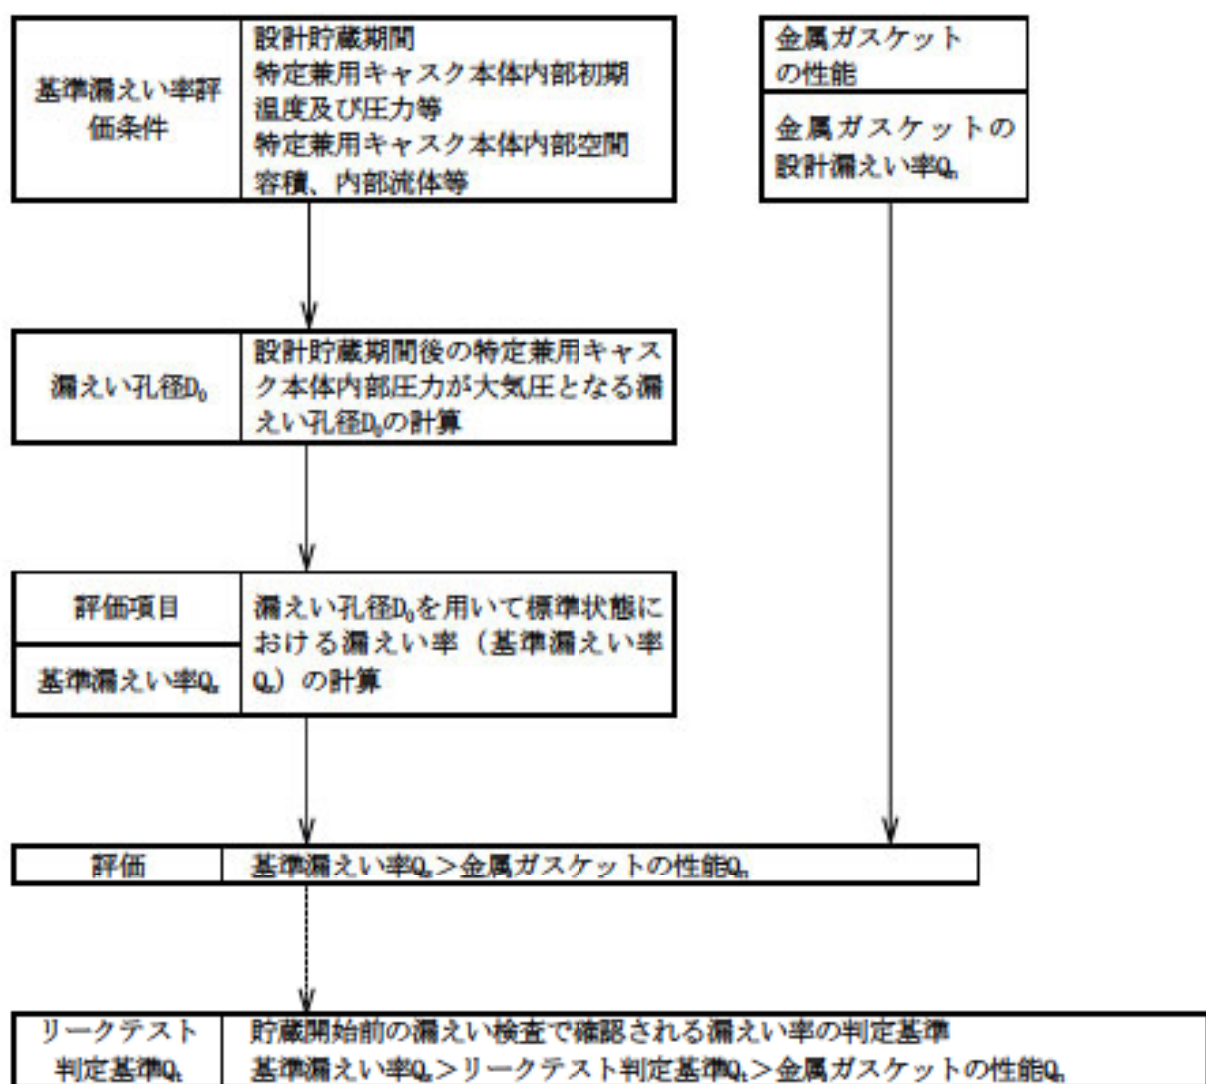 基準漏えい率評
価条件
設計貯蔵期間
特定兼用キャスク本体内部初期
温度及び圧力等
特定兼用キャスク本体内部空間
容積、内部流体等
金属ガスケット
の性能
金属ガスケットの
設計漏えい率Qₙ
漏えい孔径D₀
設計貯蔵期間後の特定兼用キャス
ク本体内部圧力が大気圧となる漏
えい孔径D₀の計算
評価項目
基準漏えい率Qₛ
漏えい孔径D₀を用いて標準状態に
おける漏えい率（基準漏えい率
Qₛ）の計算
評価
基準漏えい率Qₛ＞金属ガスケットの性能Qₙ
リークテスト
判定基準Qₜ
貯蔵開始前の漏えい検査で確認される漏えい率の判定基準
基準漏えい率Qₛ＞リークテスト判定基準Qₜ＞金属ガスケットの性能Qₙ